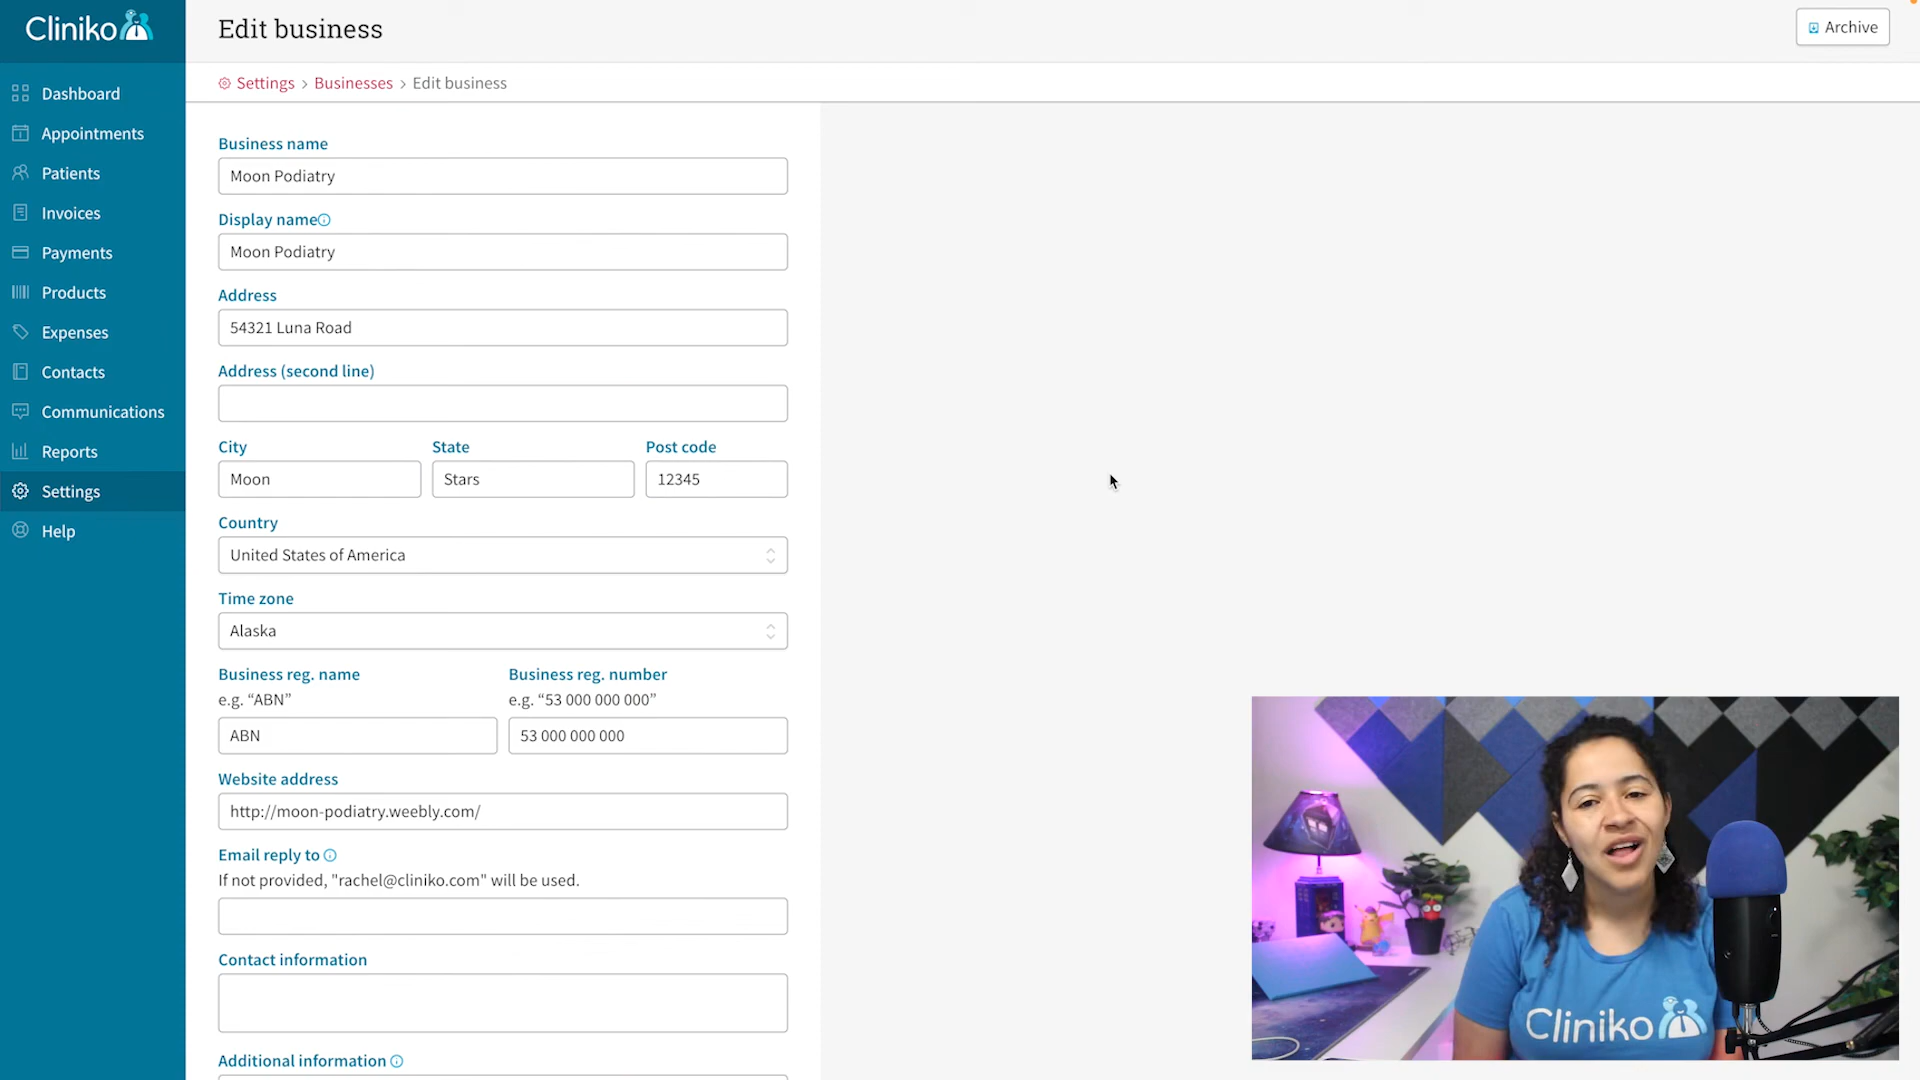 Cliniko
Edit business
Archive
Settings > Businesses > Edit business
Dashboard
Appointments
Patients
Invoices
Payments
Products
Expenses
Contacts
Communications
Reports
Settings
Help
Business name
Moon Podiatry
Display name
Moon Podiatry
Address
54321 Luna Road
Address (second line)
City State Post code
Moon Stars 12345
Country
United States of America
Time zone
Alaska
Business reg. name Business reg. number
e.g. “ABN” e.g. “53 000 000 000”
ABN 53 000 000 000
Website address
http://moon-podiatry.weebly.com/
Email reply to
If not provided, "rachel@cliniko.com" will be used.
Contact information
Additional information
Cliniko